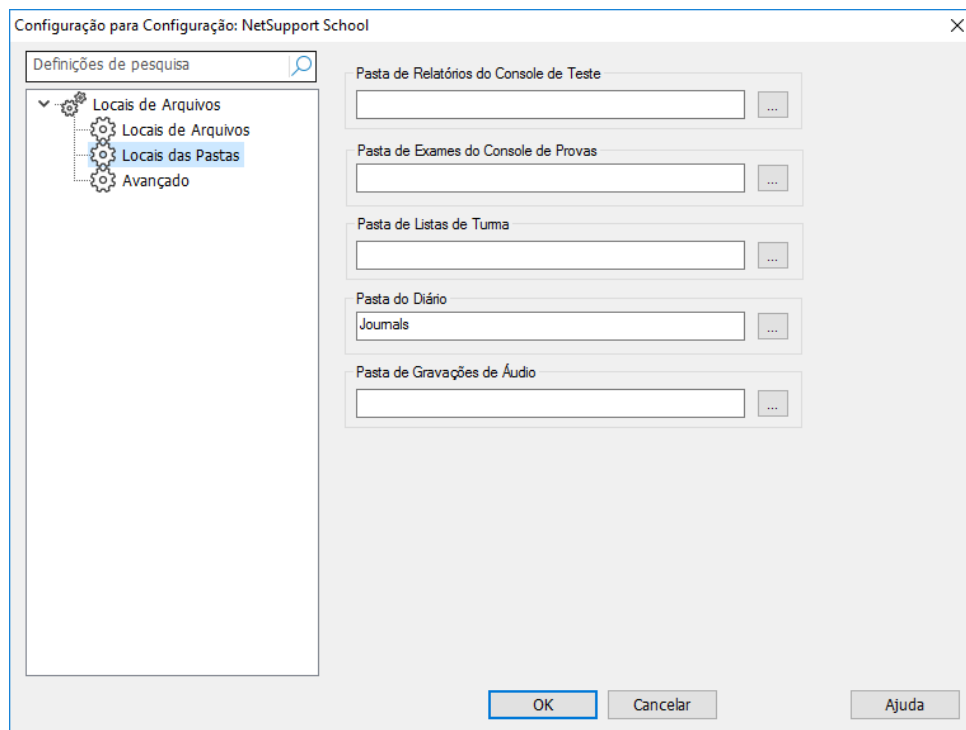 Configuração para Configuração: NetSupport School
Definições de pesquisa
Locais de Arquivos
Locais de Arquivos
Locais das Pastas
Avançado
Pasta de Relatórios do Console de Teste
...
Pasta de Exames do Console de Provas
...
Pasta de Listas de Turma
...
Pasta do Diário
Journals
...
Pasta de Gravações de Áudio
...
OK
Cancelar
Ajuda